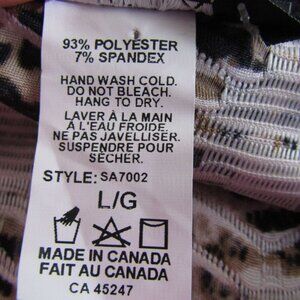 93% POLYESTER
7% SPANDEX
HAND WASH COLD.
DO NOT BLEACH.
HANG TO DRY.
LAVER À LA MAIN
A L'EAU FROIDE.
NE PAS JAVELLISER.
SUSPENDRE POUR
SÉCHER.
STYLE: SA7002
L/G
MADE IN CANADA
FAIT AU CANADA
CA 45247